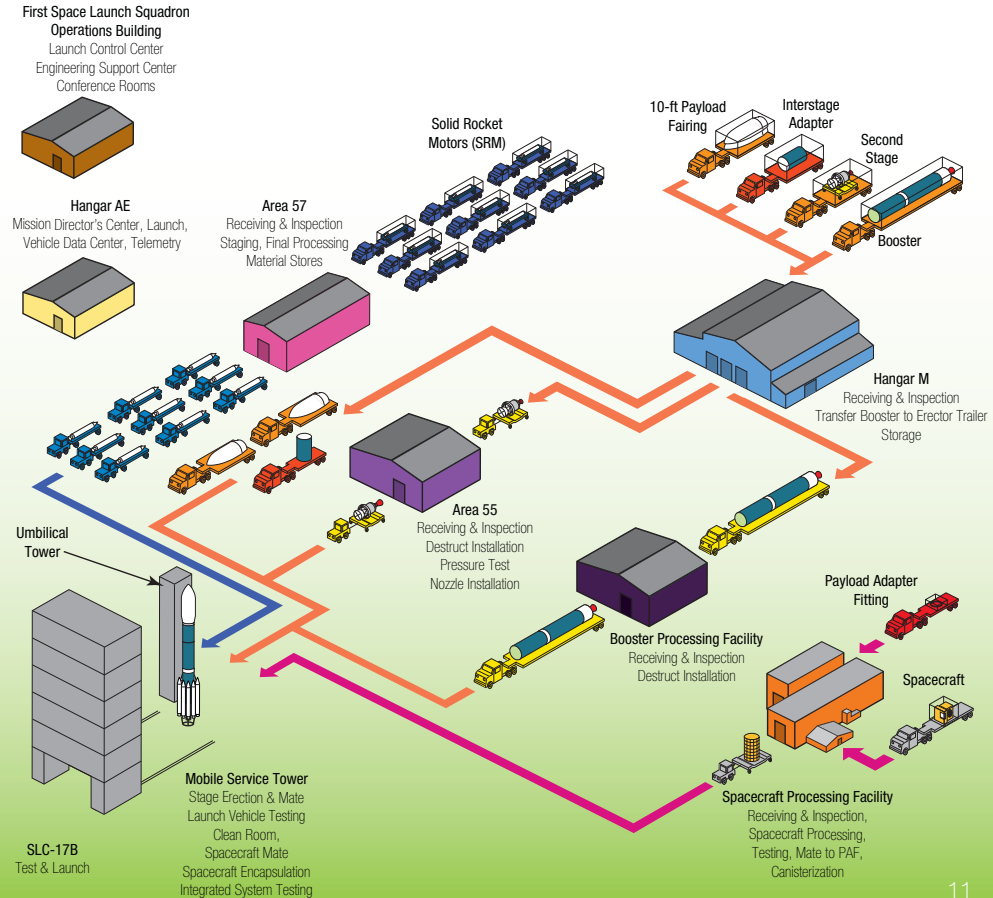 First Space Launch Squadron
Operations Building
Launch Control Center
Engineering Support Center
Conference Rooms
Hangar AE
Mission Director's Center, Launch,
Vehicle Data Center, Telemetry
Area 57
Receiving & Inspection
Staging, Final Processing
Material Stores
Solid Rocket
Motors (SRM)
10-ft Payload
Fairing
Interstage
Adapter
Second
Stage
Booster
Hangar M
Receiving & Inspection
Transfer Booster to Erector Trailer
Storage
Area 55
Receiving & Inspection
Destruct Installation
Pressure Test
Nozzle Installation
Umbilical
Tower
Booster Processing Facility
Receiving & Inspection
Destruct Installation
Payload Adapter
Fitting
Spacecraft
Spacecraft Processing Facility
Receiving & Inspection,
Spacecraft Processing,
Testing, Mate to PAF,
Canisterization
Mobile Service Tower
Stage Erection & Mate
Launch Vehicle Testing
Clean Room,
Spacecraft Mate
Spacecraft Encapsulation
Integrated System Testing
SLC-17B
Test & Launch
11